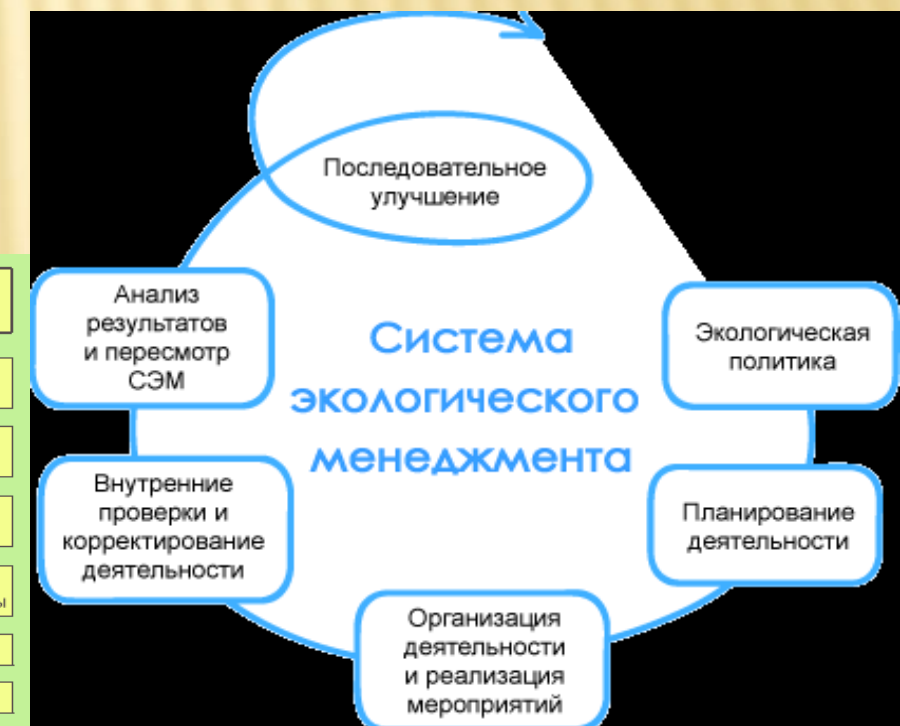 Последовательное
улучшение
Анализ
результатов
и пересмотр
СЭМ
Система
экологического
менеджмента
Экологическая
политика
Внутренние
проверки и
корректирование
деятельности
Планирование
деятельности
Организация
деятельности
и реализация
мероприятий